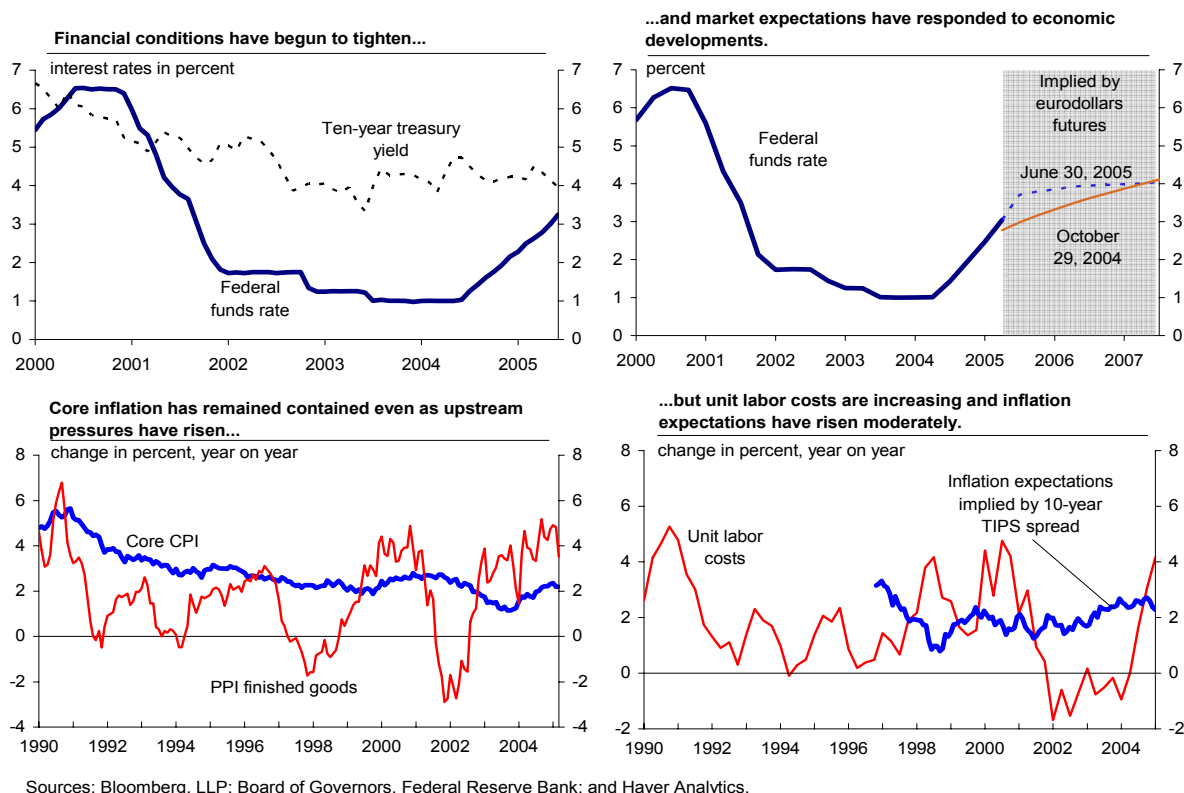 Financial conditions have begun to tighten...
interest rates in percent
7 7
6 6
5 5
4 4
3 3
2 2
1 1
0 0
Ten-year treasury
yield
Federal
funds rate
2000 2001 2002 2003 2004 2005
...and market expectations have responded to economic
developments.
percent
7 7
6 6
5 5
4 4
3 3
2 2
1 1
0 0
Implied by
eurodollars
futures
Federal
funds rate
June 30, 2005
October
29, 2004
2000 2001 2002 2003 2004 2005 2006 2007
Core inflation has remained contained even as upstream
pressures have risen...
change in percent, year on year
8 8
6 6
4 4
2 2
0 0
-2 -2
-4 -4
Core CPI
PPI finished goods
1990 1992 1994 1996 1998 2000 2002 2004
...but unit labor costs are increasing and inflation
expectations have risen moderately.
change in percent, year on year
8 8
6 6
4 4
2 2
0 0
-2 -2
Inflation expectations
implied by 10-year
TIPS spread
Unit labor
costs
1990 1992 1994 1996 1998 2000 2002 2004
Sources: Bloomberg, LLP; Board of Governors, Federal Reserve Bank; and Haver Analytics.